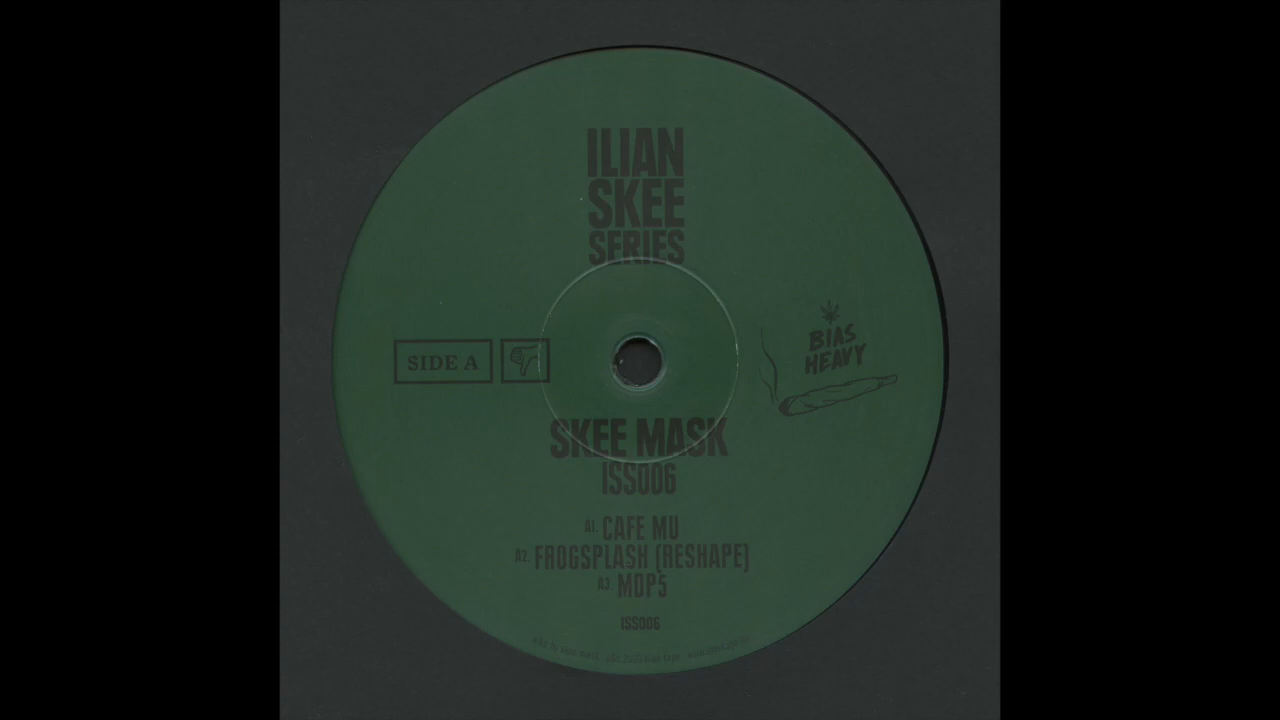 ILIAN
SKEE
SERIES
SIDE A
BIAS
HEAVY
SKEE MASK
ISS006
A1. CAFE MU
A2. FROGSPLASH (RESHAPE)
A3. MDP5
ISS006